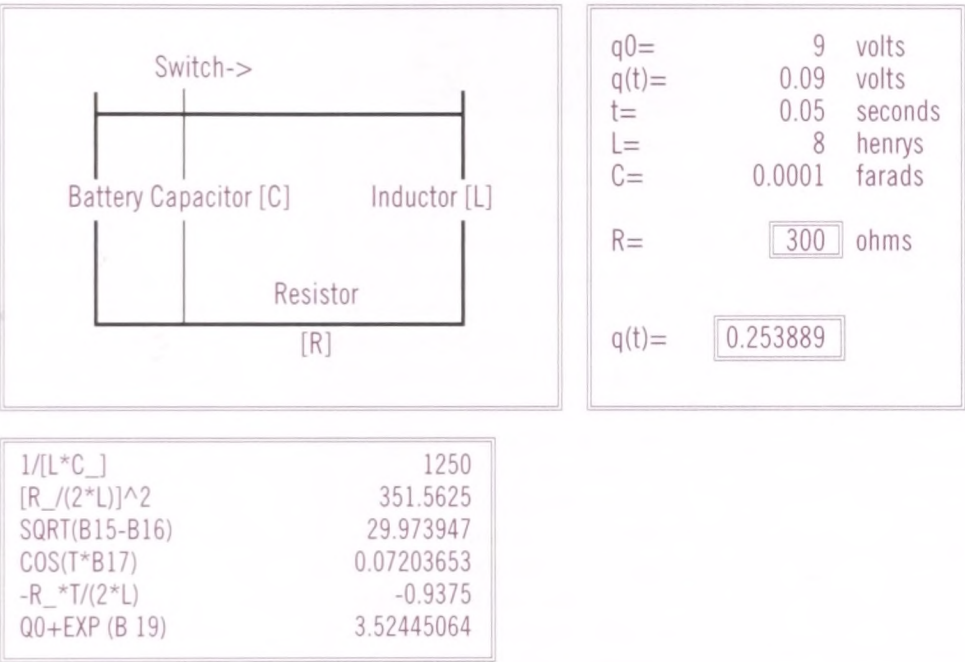 Switch->
Battery Capacitor [C] Inductor [L]
Resistor
[R]
q0= 9 volts
q(t)= 0.09 volts
t= 0.05 seconds
L= 8 henrys
C= 0.0001 farads
R= 300 ohms
q(t)= 0.253889
1/[L*C_] 1250
[R_/(2*L)]^2 351.5625
SQRT(B15-B16) 29.973947
COS(T*B17) 0.07203653
-R_*T/(2*L) -0.9375
Q0+EXP (B 19) 3.52445064